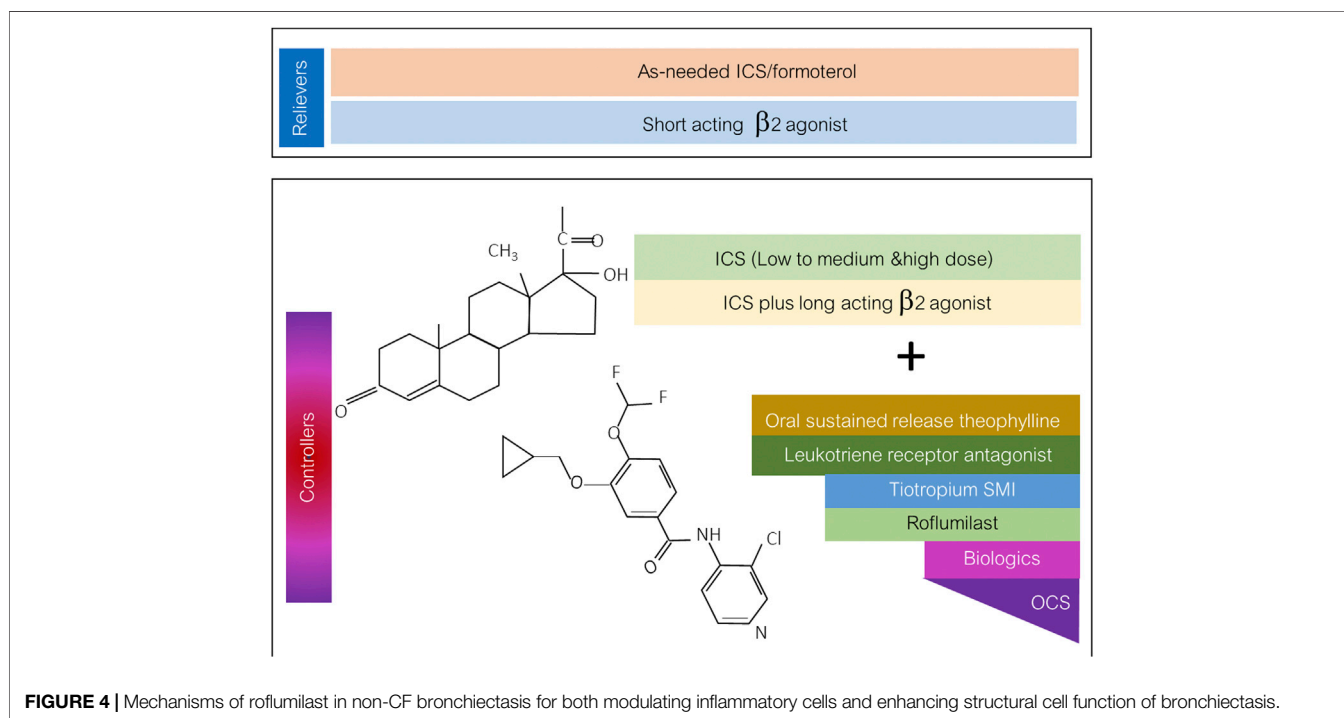 Relievers
As-needed ICS/formoterol
Short acting β2 agonist
Controllers
CH3
C
O
OH
O
ICS (Low to medium &high dose)
ICS plus long acting β2 agonist
+
F
F
O
O
NH
Cl
O
N
Oral sustained release theophylline
Leukotriene receptor antagonist
Tiotropium SMI
Roflumilast
Biologics
OCS
FIGURE 4 | Mechanisms of roflumilast in non-CF bronchiectasis for both modulating inflammatory cells and enhancing structural cell function of bronchiectasis.